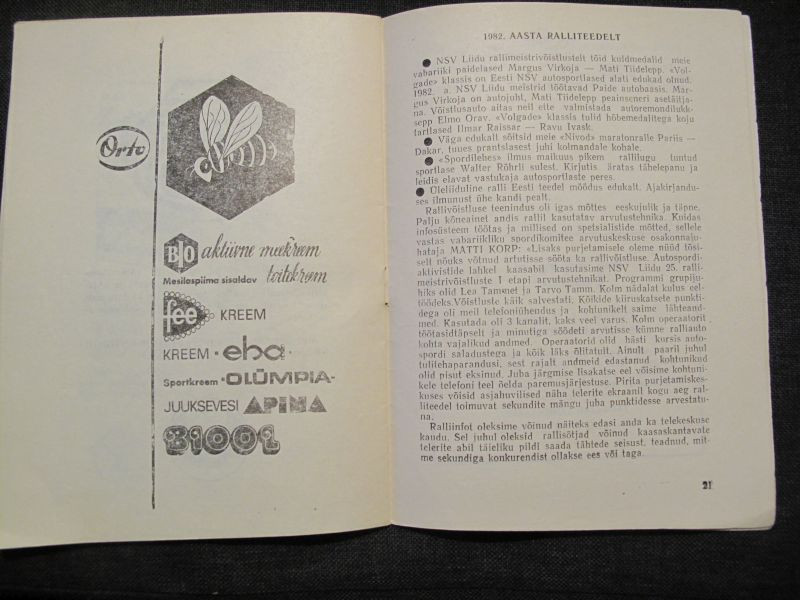 Orto
BIO aktiivne meekreem
Mesilaspiima sisaldav toitekreem
fee KREEM
KREEM · eha ·
Sportkreem · OLÜMPIA ·
JUUKSEVESI APINA
BIOOL
1982. AASTA RALLITEEDELT
● NSV Liidu rallimeistrivõistlustelt tõid kuldmedalid meie
vabariiki paidelased Margus Virkoja — Mati Tiidelepp. «Vol-
gade» klassis on Eesti NSV autosportlased alati edukad olnud.
1982. a. NSV Liidu meistrid töötavad Paide autobaasis. Mar-
gus Virkoja on autojuht, Mati Tiidelepp peainseneri asetäitja-
na. Võistlusauto aitas neil ette valmistada autoremondilukk-
sepp Elmo Orav. «Volgade» klassis tulid hõbemedalitega koju
tartlased Ilmar Raissar — Ravu Ivask.
● Väga edukalt sõitsid meie «Nivod» maratonralle Pariis —
Dakar, tuues prantslasest juhi kolmandale kohale.
● «Spordilehes» ilmus maikuus pikem rallilugu tuntud
sportlase Walter Röhrli sulest. Kirjutis äratas tähelepanu ja
leidis elavat vastukaja autosportlaste peres.
● Üleliiduline ralli Eesti teedel möödus edukalt. Ajakirjandu-
ses ilmunust ühe kandi pealt.
Rallivõistluse teenindus oli igas mõttes eeskujulik ja täpne.
Palju kõneainet andis rallil kasutatav arvutustehnika. Kuidas
infosüsteem töötas ja millised on spetsialistide mõtted, sellele
vastas vabariikliku spordikomitee arvutuskeskuse osakonnaju-
hataja MATTI KORP: «Lisaks purjetamisele oleme nüüd tõsi-
selt nõuks võtnud arvutisse sööta ka rallivõistluse. Autospordi-
aktivistide lahkel kaasabil kasutasime NSV Liidu 25. ralli-
meistrivõistluste I etapi arvutustehnikat. Programmi grupiju-
hiks olid Lea Tammet ja Tarvo Tamm. Kolm nädalat kulus eel-
töödeks. Võistluste käik salvestati. Kõikide kiiruskatsete punkti-
dega oli meil telefoniühendus ja kohtunikelt saime lähteand-
med. Kasutada oli 3 kanalit, kaks veel varus. Kolm operaatorit
töötasid täpselt ja minutiga söödeti arvutisse kümne ralliauto
kohta vajalikud andmed. Operaatorid olid hästi kursis auto-
spordi saladustega ja kõik läks õlitatult. Ainult paaril juhul
tuli teha parandusi, sest rajalt andmeid edastanud kohtunikud
olid pisut eksinud. Juba järgmise lisakatse eel võisime kohtuni-
kele telefoni teel öelda paremusjärjestuse. Pirita purjetamiskes-
kuses võisid asjahuvilised näha telerite ekraanil kogu aeg ral-
liteedel toimuvat sekundite mängu juba punktidesse arvestatu-
na.
Ralliinfot oleksime võinud näiteks edasi anda ka telekeskuse
kaudu. Sel juhul oleksid rallisõtjad võinud kaasaskantavate
telerite abil täieliku pildi saada tähtede seisust, teadnud, mit-
me sekundiga konkurendist ollakse ees või taga.
21